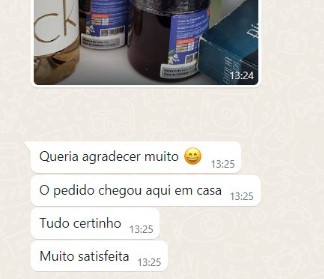 ck
13:24
Queria agradecer muito 😄 13:25
O pedido chegou aqui em casa 13:25
Tudo certinho 13:25
Muito satisfeita 13:25